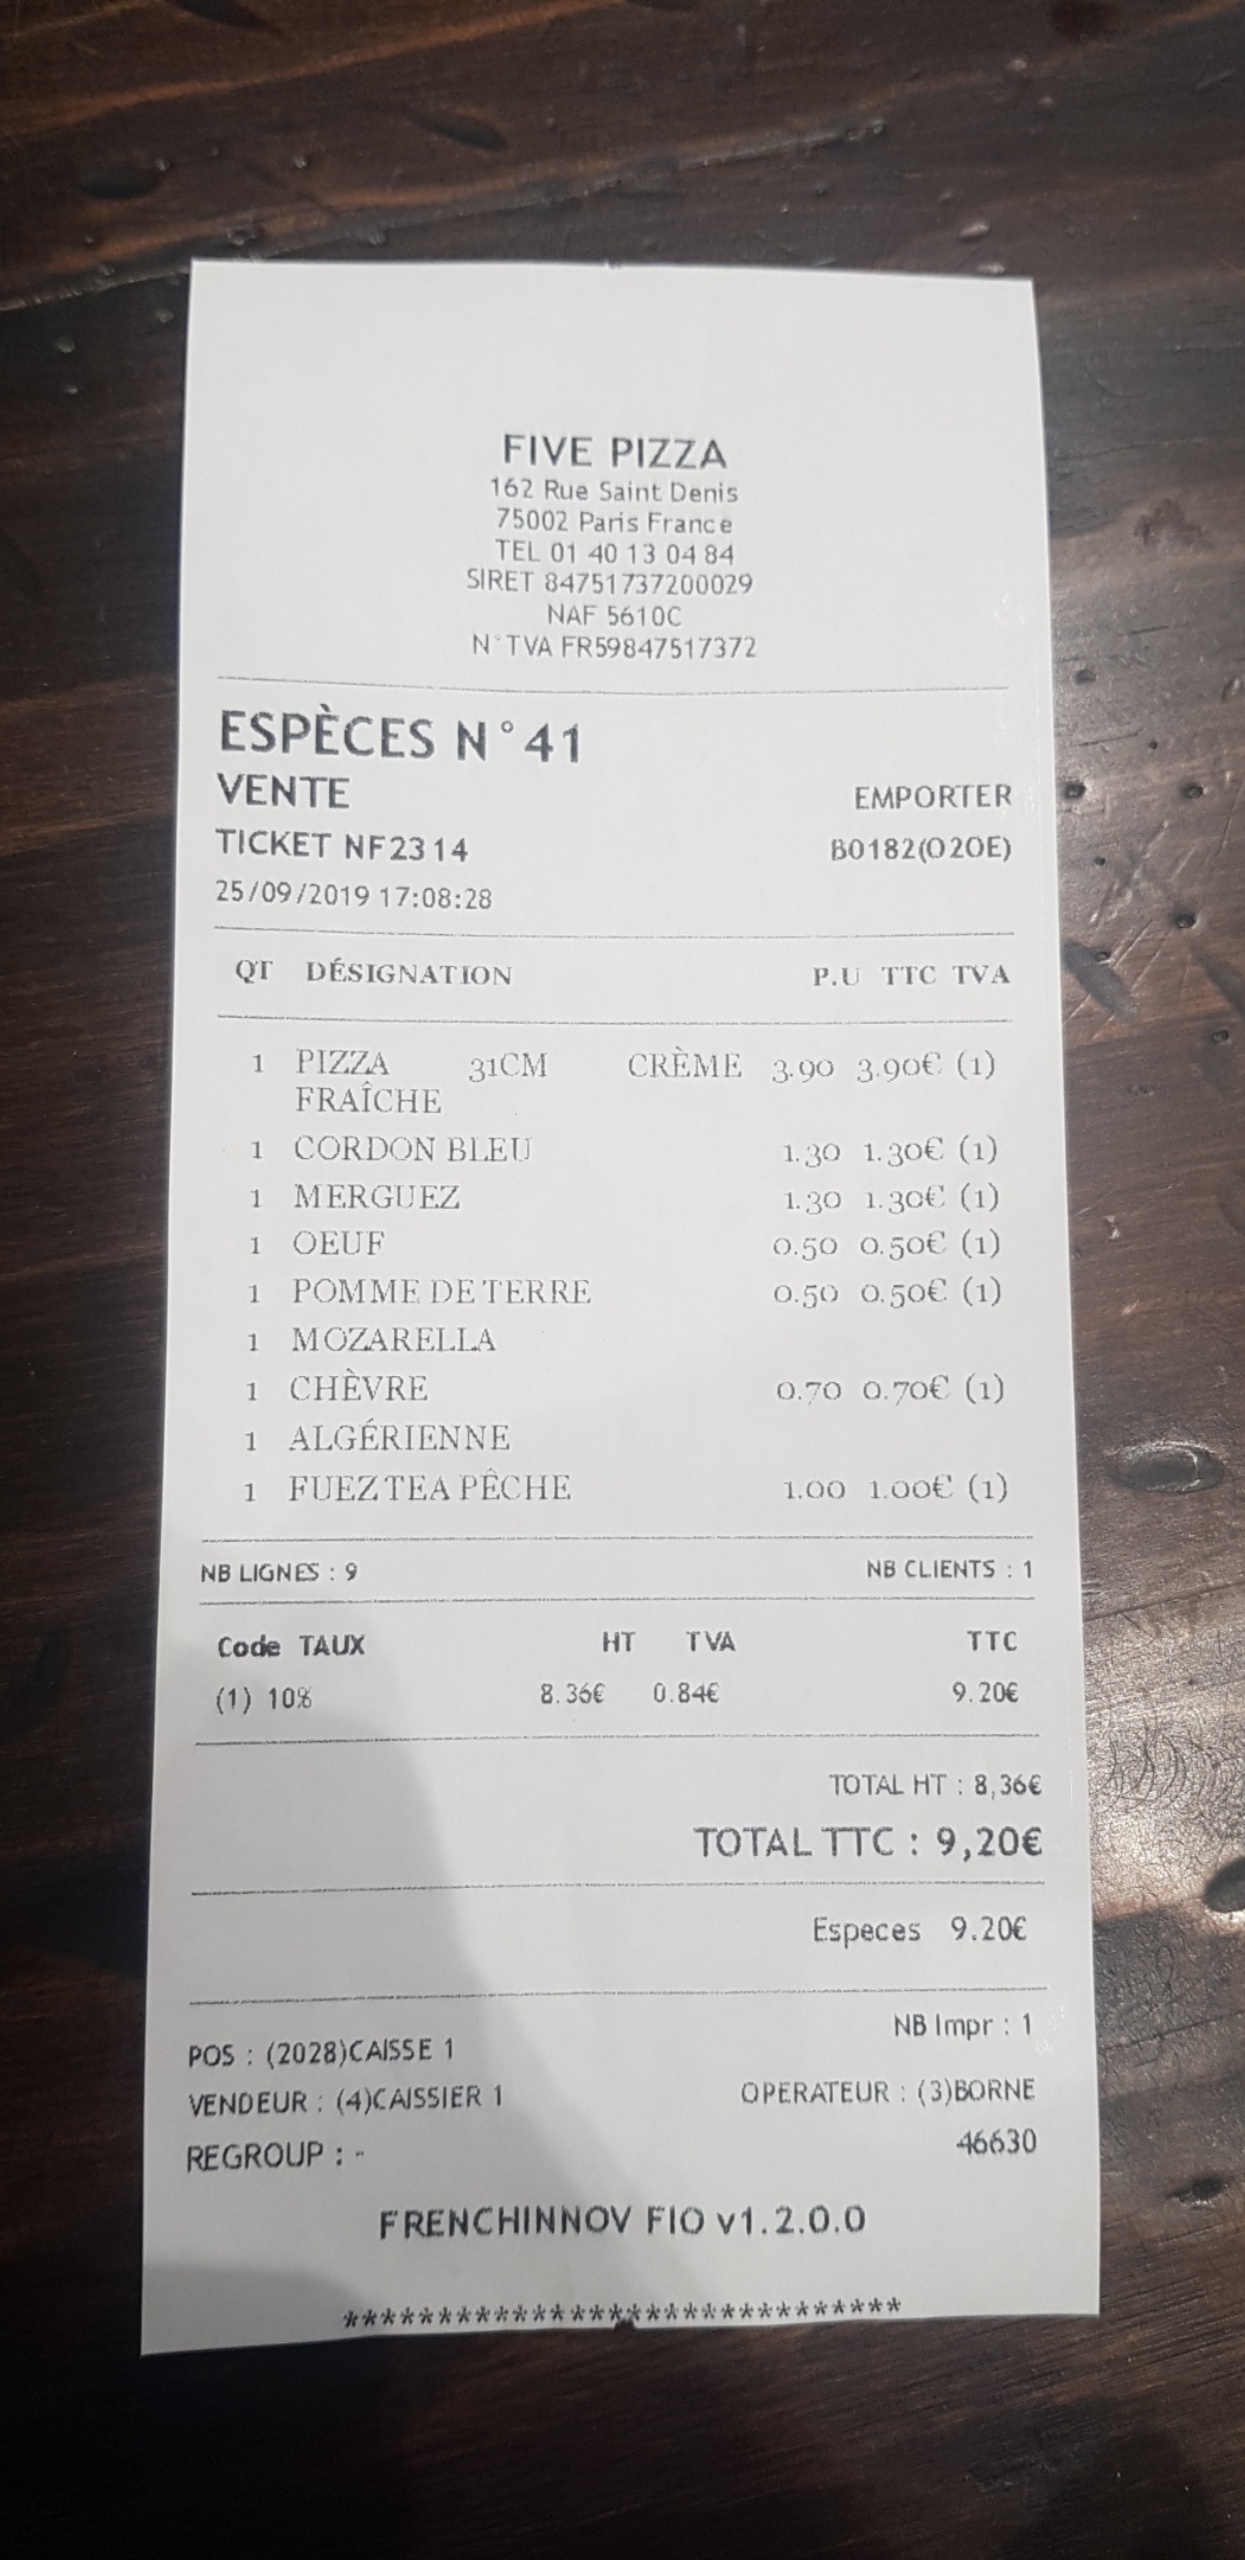 FIVE PIZZA
162 Rue Saint Denis
75002 Paris France
TEL 01 40 13 04 84
SIRET 84751737200029
NAF 5610C
N°TVA FR59847517372
ESPÈCES N°41
VENTE EMPORTER
TICKET NF2314 B0182(O2OE)
25/09/2019 17:08:28
QT DÉSIGNATION P.U TTC TVA
1 PIZZA 31CM CRÈME 3.90 3.90€ (1)
FRAÎCHE
1 CORDON BLEU 1.30 1.30€ (1)
1 MERGUEZ 1.30 1.30€ (1)
1 OEUF 0.50 0.50€ (1)
1 POMME DE TERRE 0.50 0.50€ (1)
1 MOZARELLA
1 CHÈVRE 0.70 0.70€ (1)
1 ALGÉRIENNE
1 FUEZ TEA PÊCHE 1.00 1.00€ (1)
NB LIGNES : 9 NB CLIENTS : 1
Code TAUX HT TVA TTC
(1) 10% 8.36€ 0.84€ 9.20€
TOTAL HT : 8,36€
TOTAL TTC : 9,20€
Especes 9.20€
NB Impr : 1
POS : (2028)CAISSE 1
VENDEUR : (4)CAISSIER 1 OPERATEUR : (3)BORNE
REGROUP : - 46630
FRENCHINNOV FIO v1.2.0.0
******************************